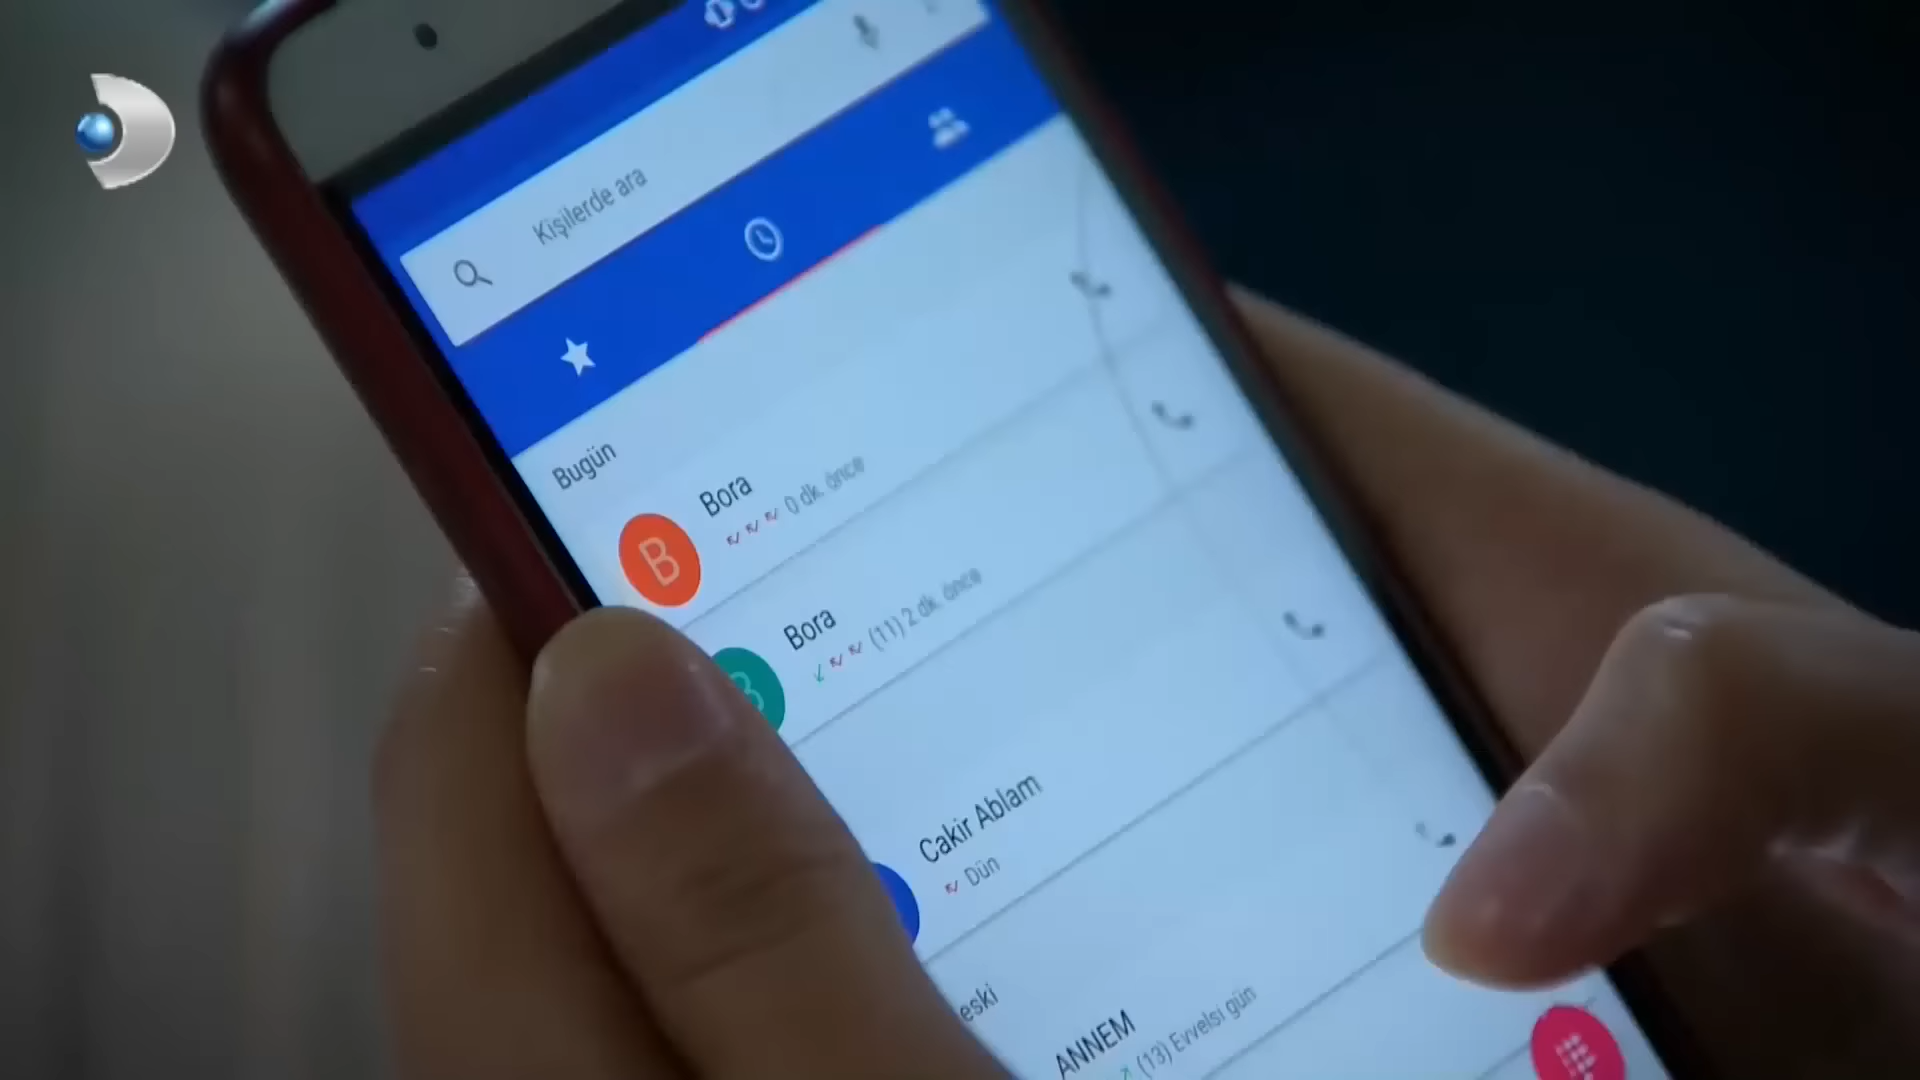 Kişilerde ara
Bugün
Bora
0 dk. önce
B
Bora
(11) 2 dk. önce
B
Cakir Ablam
Dün
eski
ANNEM
(13) Evvelsi gün